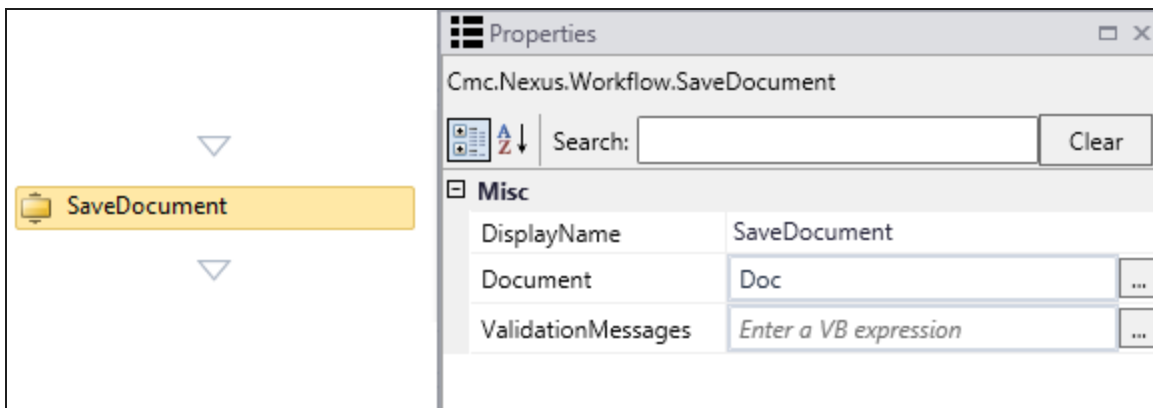 Properties
Cmc.Nexus.Workflow.SaveDocument
Search: Clear
Misc
SaveDocument
DisplayName SaveDocument
Document Doc ...
ValidationMessages Enter a VB expression ...